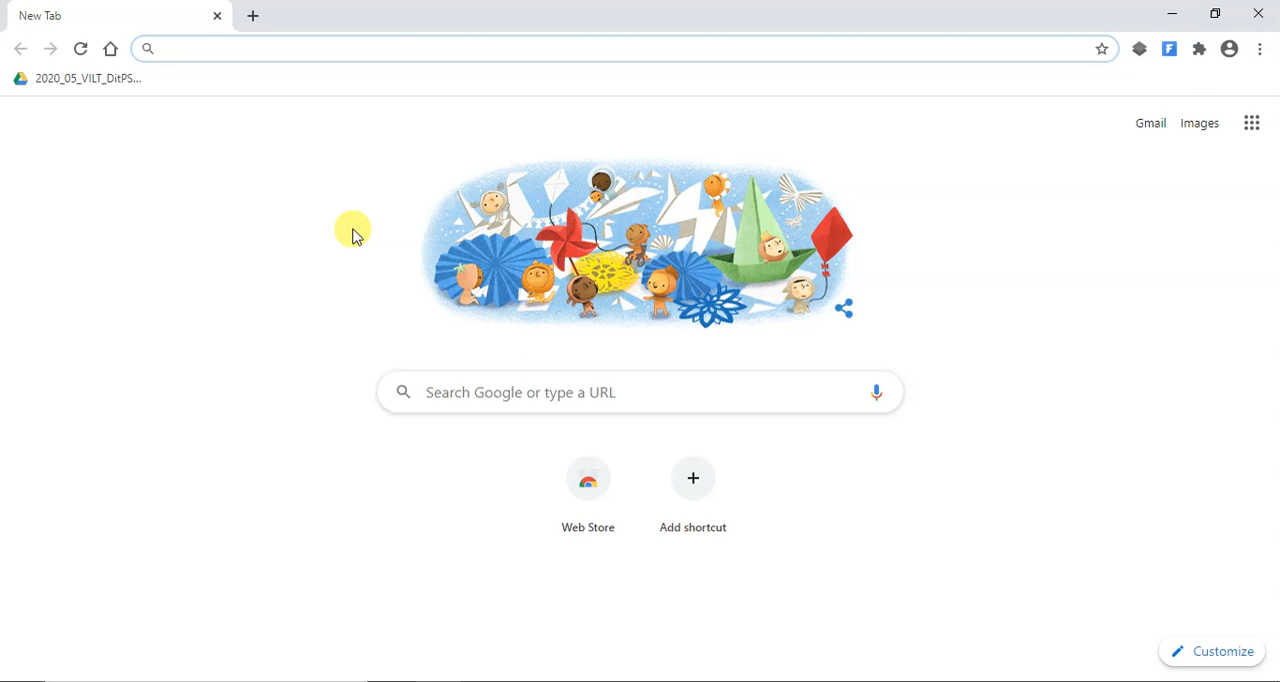 New Tab
2020_05_VILT_DitPS...
Gmail Images
Search Google or type a URL
Web Store Add shortcut
Customize